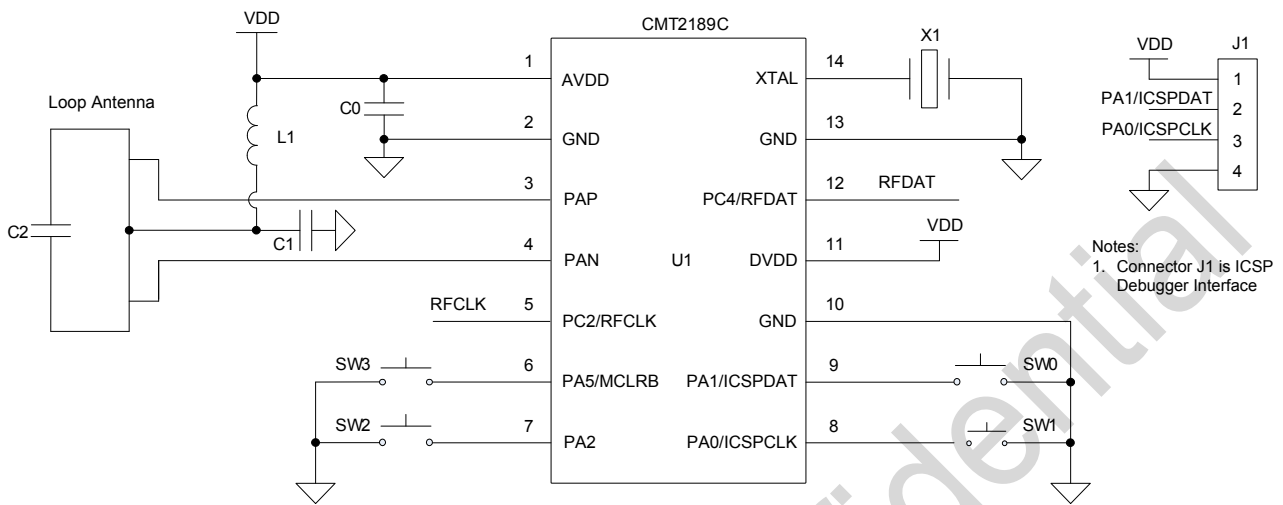 CMT2189C
VDD
Loop Antenna
L1
C0
C1
C2
1 AVDD
2 GND
3 PAP
4 PAN
5 PC2/RFCLK
6 PA5/MCLRB
7 PA2
RFCLK
SW3
SW2
U1
XTAL 14
GND 13
PC4/RFDAT 12
DVDD 11
GND 10
PA1/ICSPDAT 9
PA0/ICSPCLK 8
X1
RFDAT
VDD
SW0
SW1
VDD
J1
PA1/ICSPDAT
PA0/ICSPCLK
1
2
3
4
Notes:
1. Connector J1 is ICSP
Debugger Interface